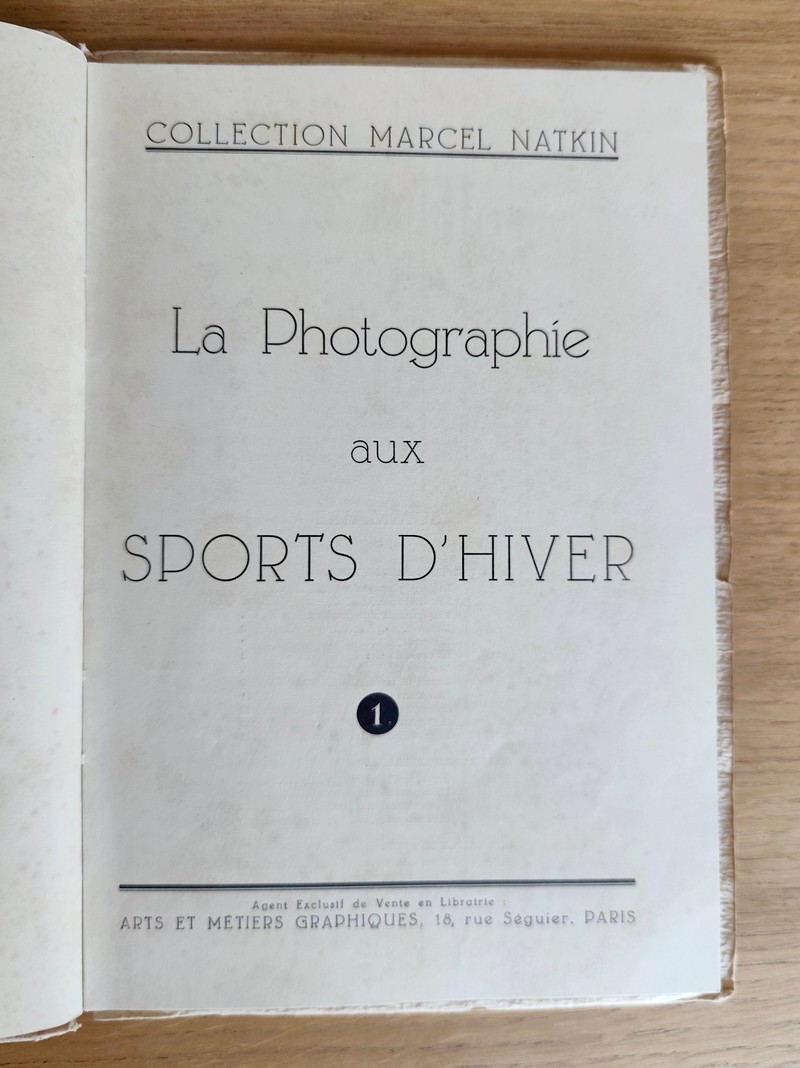 COLLECTION MARCEL NATKIN
La Photographie
aux
SPORTS D'HIVER
1
Agent Exclusif de Vente en Librairie :
ARTS ET MÉTIERS GRAPHIQUES, 18, rue Séguier. PARIS